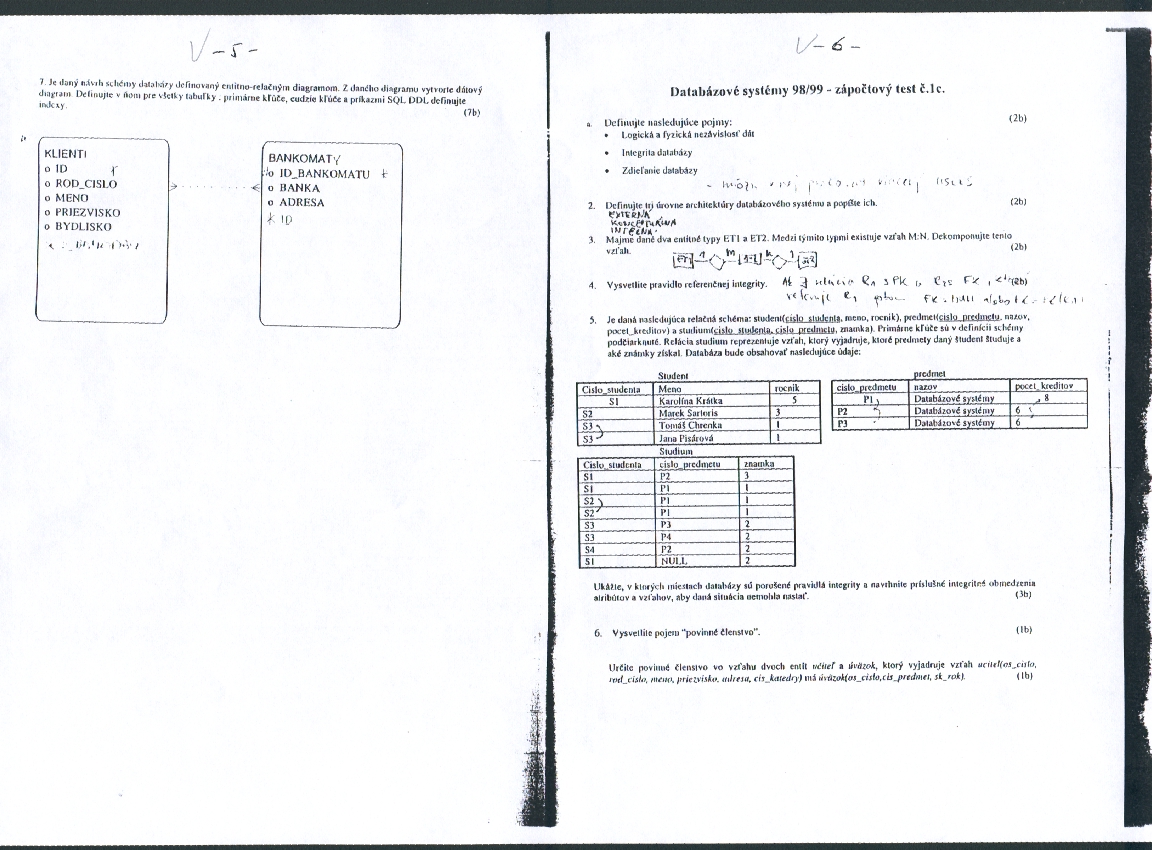 V - 5 -
7. Je daný návrh schémy databázy definovaný entitno-relačným diagramom. Z daného diagramu vytvorte dátový
diagram. Definujte v ňom pre všetky tabuľky , primárne kľúče, cudzie kľúče a príkazmi SQL DDL definujte
indexy.
(7b)
KLIENTI
o ID
o ROD_CISLO
o MENO
o PRIEZVISKO
o BYDLISKO
BANKOMATY
o ID_BANKOMATU
o BANKA
o ADRESA
* ID
V - 6 -
Databázové systémy 98/99 - zápočtový test č.1c.
a. Definujte nasledujúce pojmy: (2b)
• Logická a fyzická nezávislosť dát
• Integrita databázy
• Zdieľanie databázy
2. Definujte tri úrovne architektúry databázového systému a popíšte ich. (2b)
EXTERNÁ
INTERNÁ
3. Majme dané dva entitné typy ET1 a ET2. Medzi týmito typmi existuje vzťah M:N. Dekomponujte tento
vzťah. (2b)
4. Vysvetlite pravidlo referenčnej integrity. (2b)
5. Je daná nasledujúca relačná schéma: student(cislo_studenta, meno, rocnik), predmet(cislo_predmetu, nazov,
pocet_kreditov) a studium(cislo_studenta, cislo_predmetu, znamka). Primárne kľúče sú v definícii schémy
podčiarknuté. Relácia studium reprezentuje vzťah, ktorý vyjadruje, ktoré predmety daný študent študuje a
aké známky získal. Databáza bude obsahovať nasledujúce údaje:
Student
Cislo_studenta Meno rocnik
S1 Karolína Krátka 5
S2 Marek Sartoris 3
S3 Tomáš Chrenka 1
S3 Jana Pisárová 1
predmet
cislo_predmetu nazov pocet_kreditov
P1 Databázové systémy 8
P2 Databázové systémy 6
P3 Databázové systémy 6
Studium
Cislo_studenta cislo_predmetu znamka
S1 P2 3
S1 P1 1
S2 P1 1
S2 P1 1
S3 P3 2
S3 P4 2
S4 P2 2
S1 NULL 2
Ukážte, v ktorých miestach databázy sú porušené pravidlá integrity a navrhnite príslušné integritné obmedzenia
atribútov a vzťahov, aby daná situácia nemohla nastať. (3b)
6. Vysvetlite pojem "povinné členstvo". (1b)
Určite povinné členstvo vo vzťahu dvoch entít učiteľ a úväzok, ktorý vyjadruje vzťah ucitel(os_cislo,
rod_cislo, meno, priezvisko, adresa, cis_katedry) má úväzok(os_cislo,cis_predmet, sk_rok). (1b)